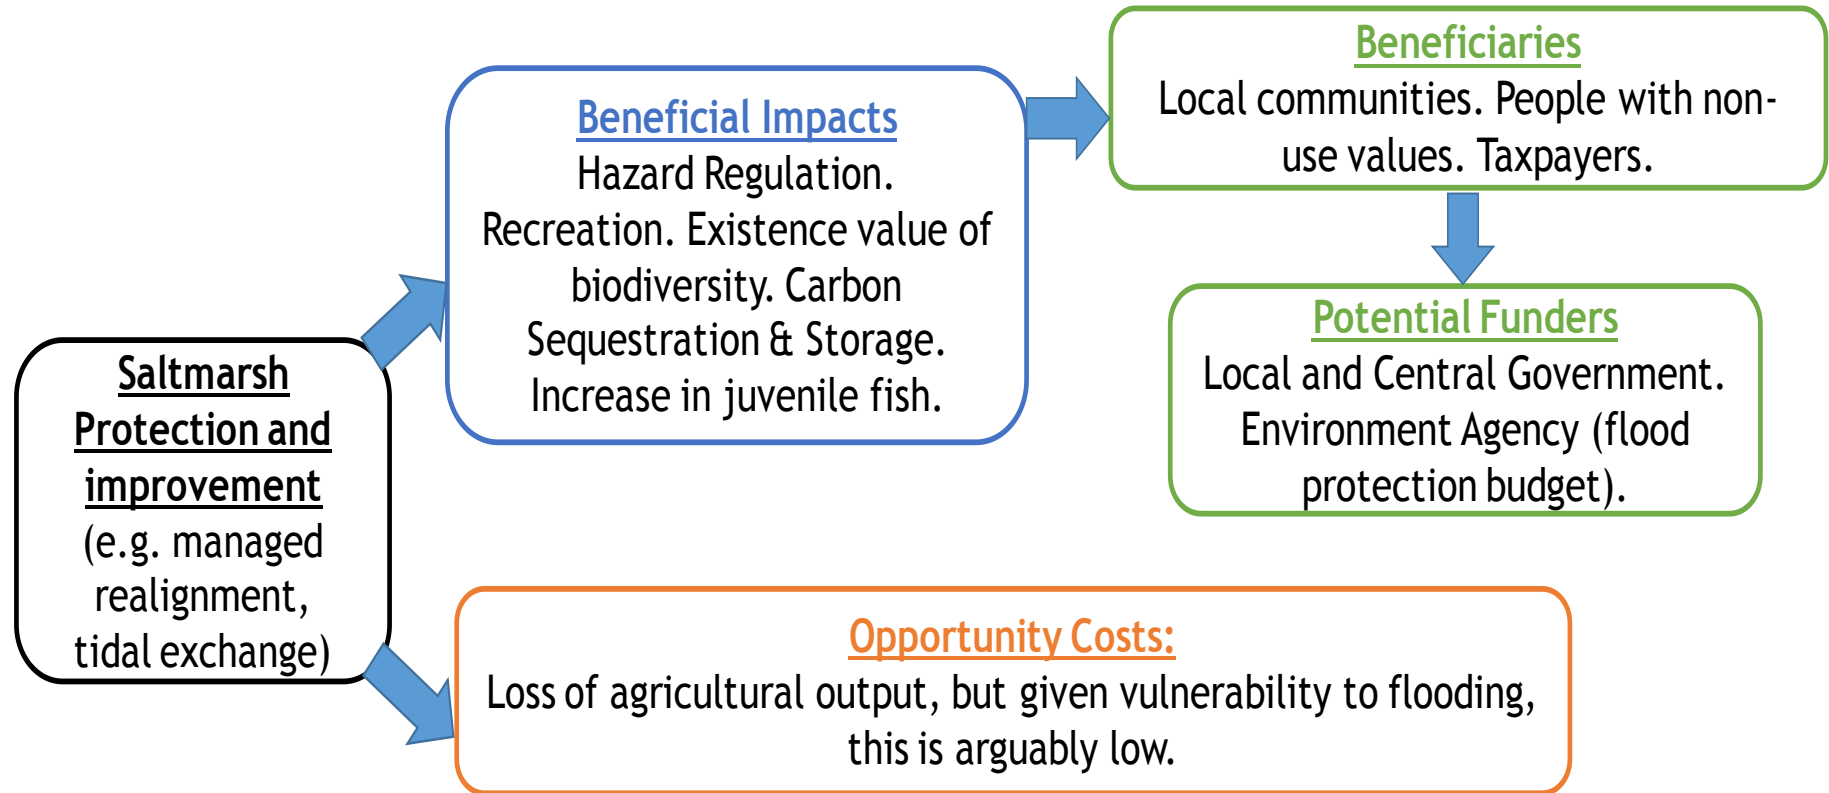 Saltmarsh
Protection and
improvement
(e.g. managed
realignment,
tidal exchange)
Beneficial Impacts
Hazard Regulation.
Recreation. Existence value of
biodiversity. Carbon
Sequestration & Storage.
Increase in juvenile fish.
Beneficiaries
Local communities. People with non-
use values. Taxpayers.
Potential Funders
Local and Central Government.
Environment Agency (flood
protection budget).
Opportunity Costs:
Loss of agricultural output, but given vulnerability to flooding,
this is arguably low.